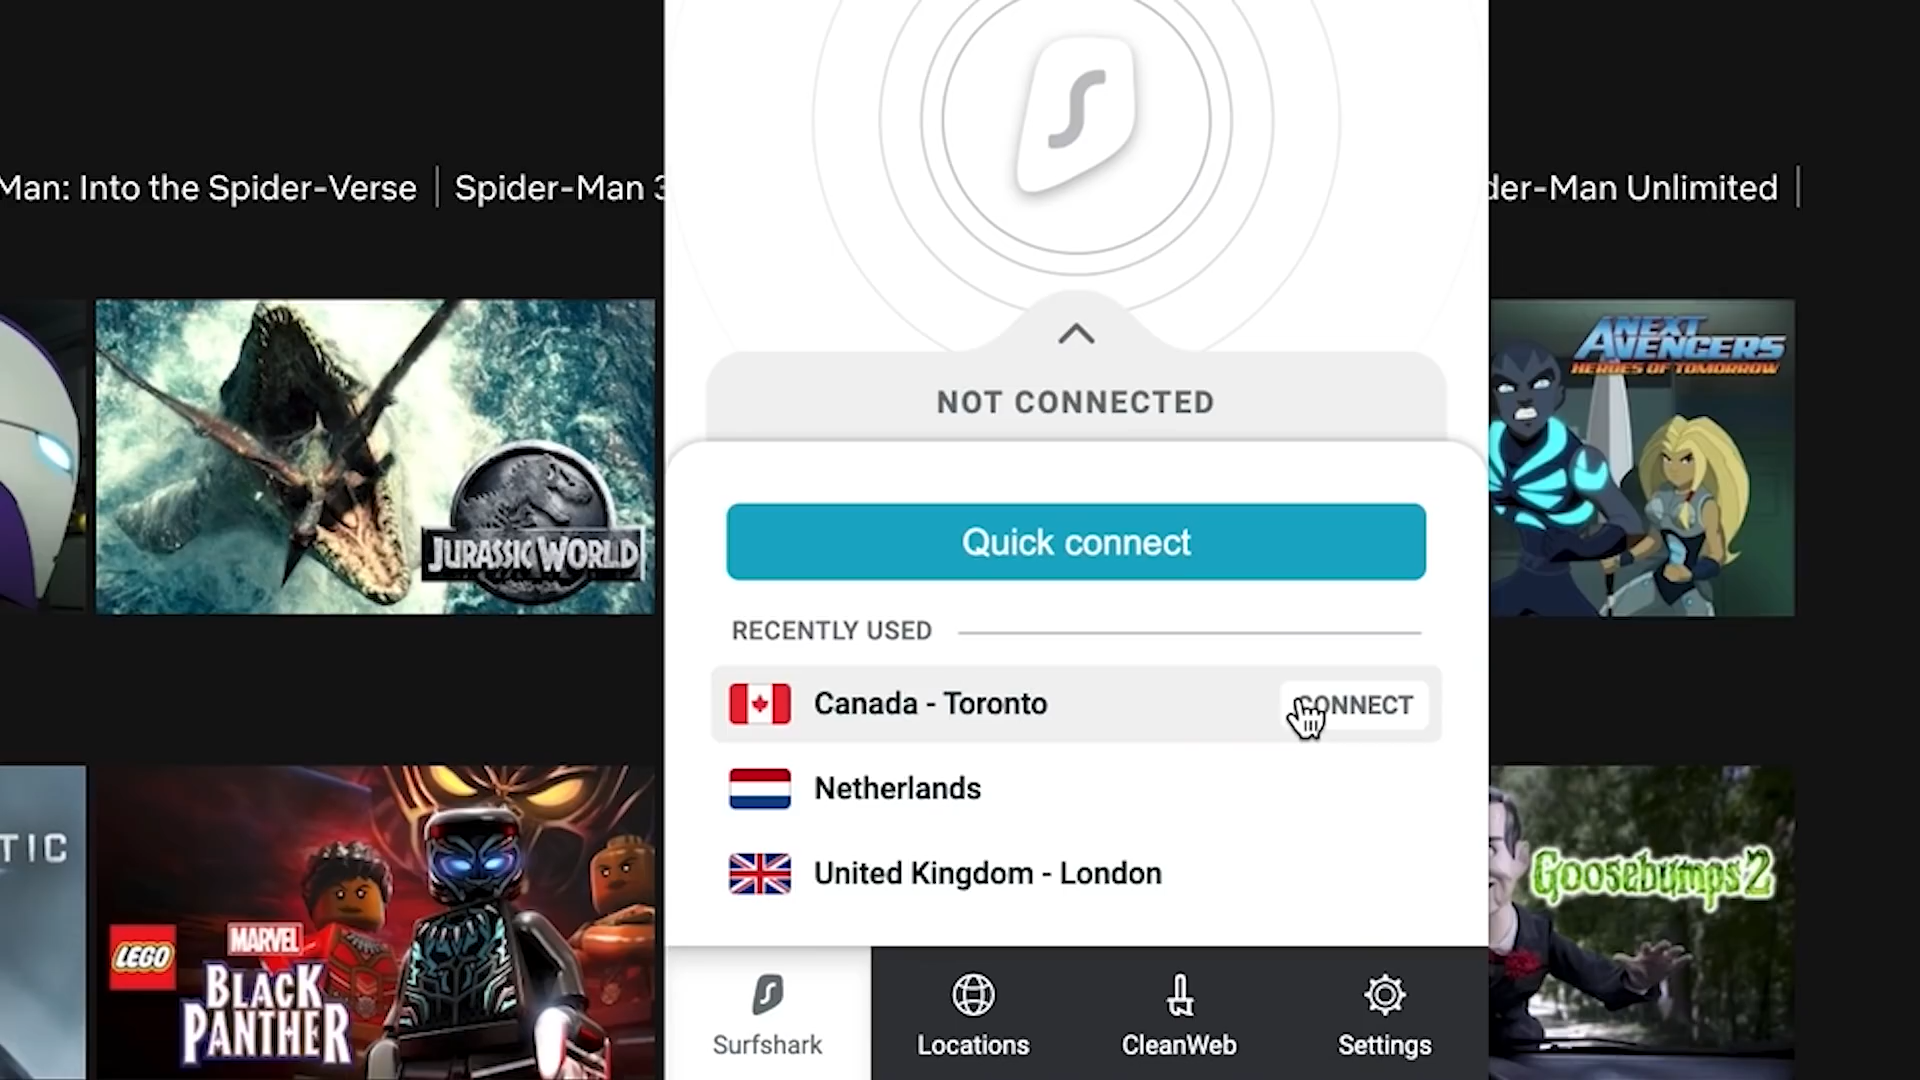 Man: Into the Spider-Verse
Spider-Man 3
der-Man Unlimited
NOT CONNECTED
JURASSIC WORLD
NEXT
AVENGERS
HEROES OF TOMORROW
Quick connect
RECENTLY USED
Canada - Toronto
CONNECT
Netherlands
United Kingdom - London
TIC
LEGO
MARVEL
BLACK
PANTHER
Goosebumps 2
Surfshark
Locations
CleanWeb
Settings